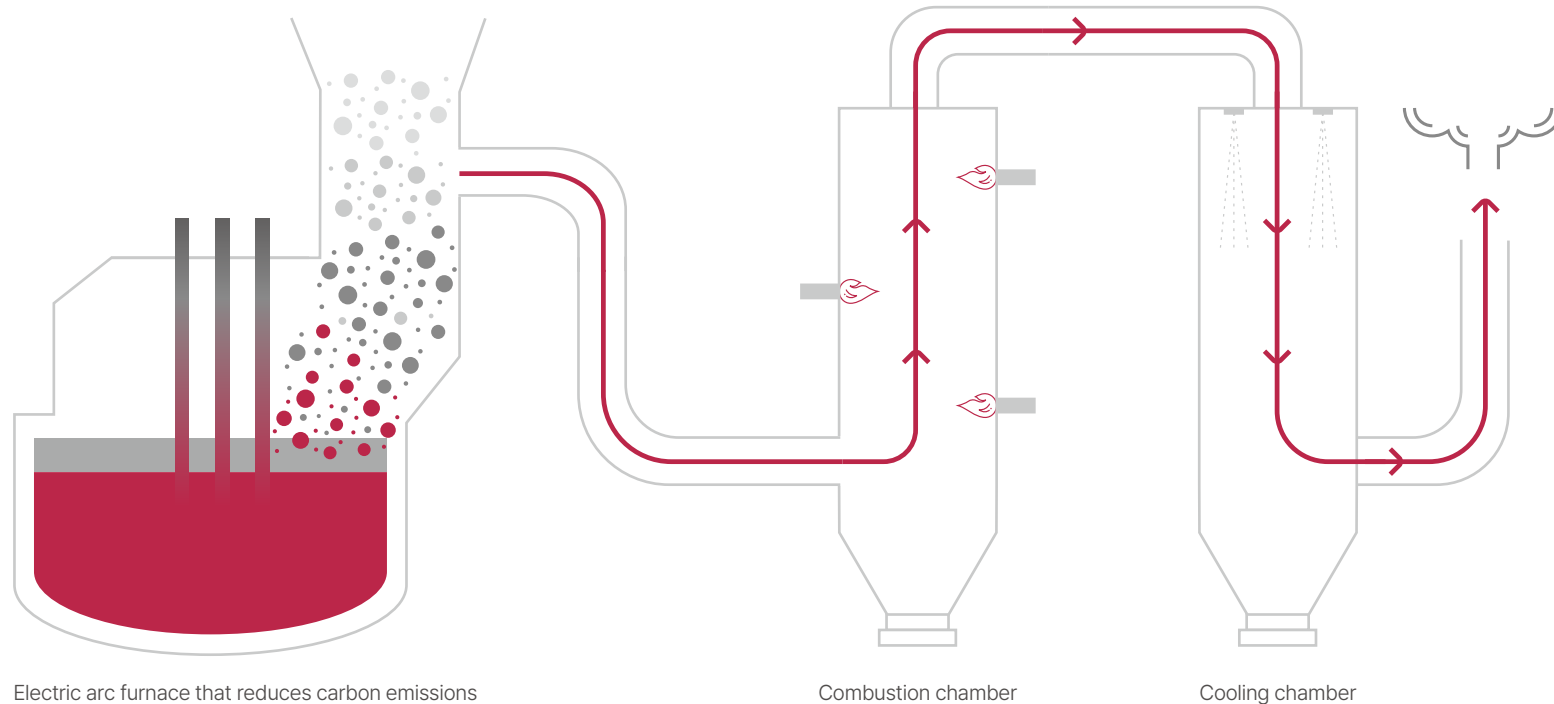 Electric arc furnace that reduces carbon emissions
Combustion chamber
Cooling chamber